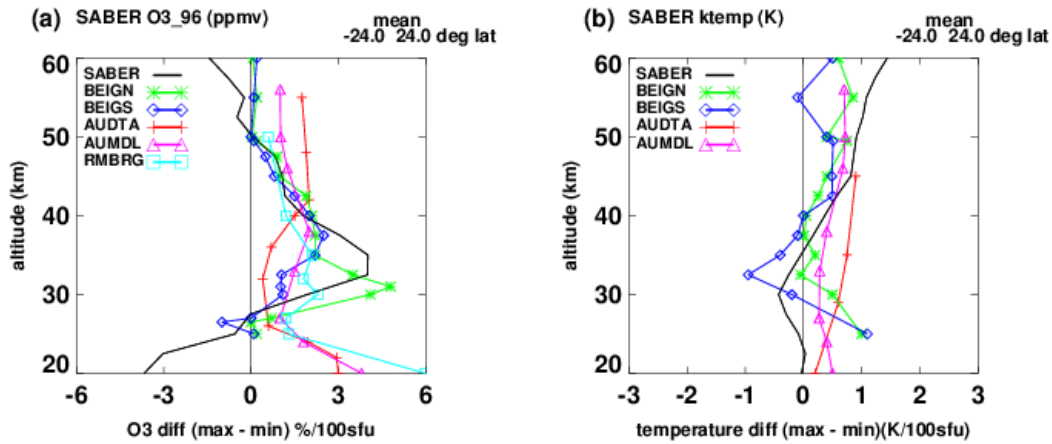 (a) SABER O3_96 (ppmv) mean
-24.0 24.0 deg lat
60
50
40
30
20
altitude (km)
SABER
BEIGN
BEIGS
AUDTA
AUMDL
RMBRG
-6 -3 0 3 6
O3 diff (max - min) %/100sfu
(b) SABER ktemp (K) mean
-24.0 24.0 deg lat
60
50
40
30
20
altitude (km)
SABER
BEIGN
BEIGS
AUDTA
AUMDL
-3 -2 -1 0 1 2 3
temperature diff (max - min)(K/100sfu)